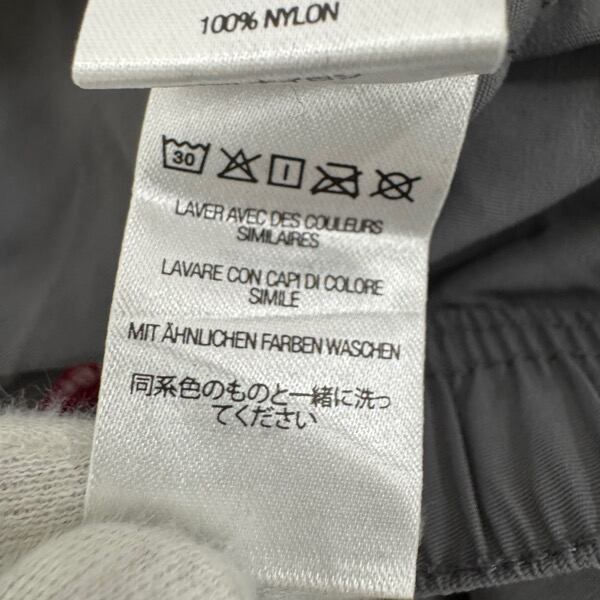 100% NYLON
30
LAVER AVEC DES COULEURS
SIMILAIRES
LAVARE CON CAPI DI COLORE
SIMILE
MIT ÄHNLICHEN FARBEN WASCHEN
同系色のものと一緒に洗っ
てください